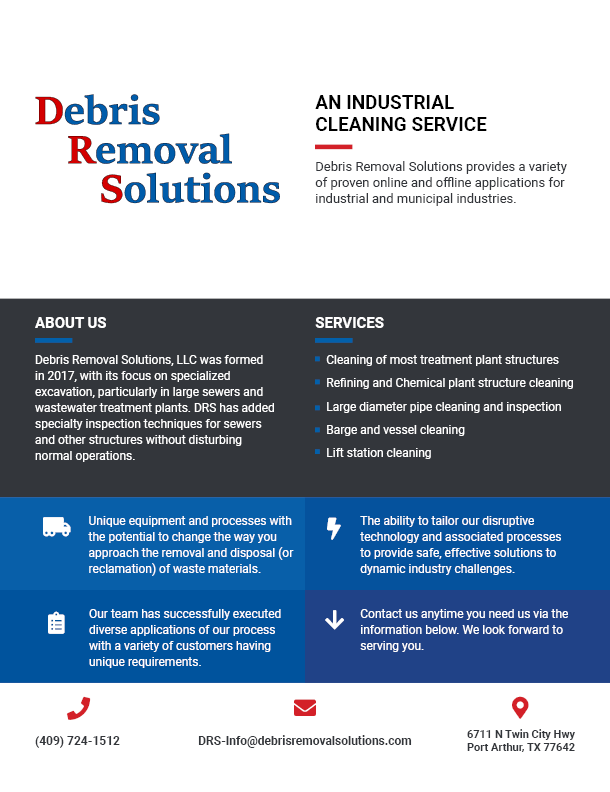 Debris
Removal
Solutions
AN INDUSTRIAL
CLEANING SERVICE
Debris Removal Solutions provides a variety
of proven online and offline applications for
industrial and municipal industries.
ABOUT US
Debris Removal Solutions, LLC was formed
in 2017, with its focus on specialized
excavation, particularly in large sewers and
wastewater treatment plants. DRS has added
specialty inspection techniques for sewers
and other structures without disturbing
normal operations.
SERVICES
Cleaning of most treatment plant structures
Refining and Chemical plant structure cleaning
Large diameter pipe cleaning and inspection
Barge and vessel cleaning
Lift station cleaning
Unique equipment and processes with
the potential to change the way you
approach the removal and disposal (or
reclamation) of waste materials.
The ability to tailor our disruptive
technology and associated processes
to provide safe, effective solutions to
dynamic industry challenges.
Our team has successfully executed
diverse applications of our process
with a variety of customers having
unique requirements.
Contact us anytime you need us via the
information below. We look forward to
serving you.
(409) 724-1512
DRS-Info@debrisremovalsolutions.com
6711 N Twin City Hwy
Port Arthur, TX 77642